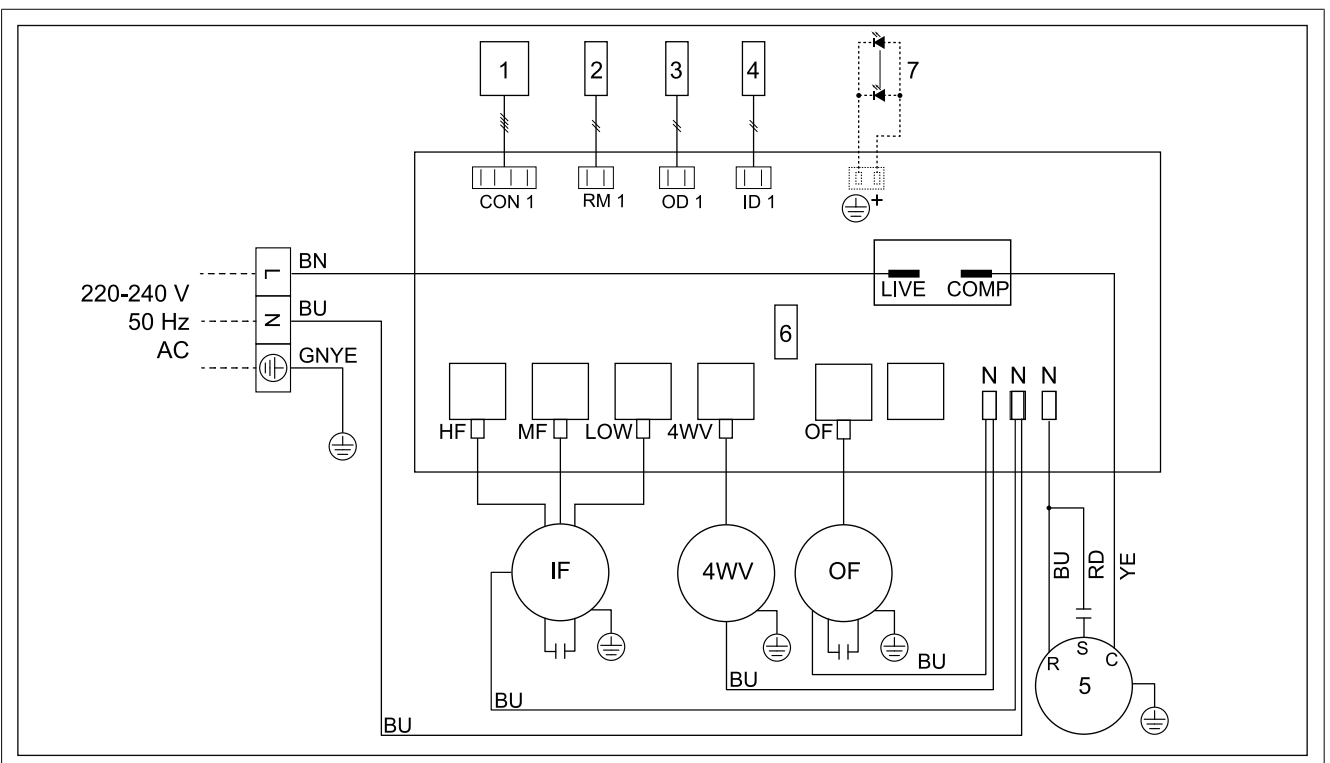 1
2
3
4
7
CON 1
RM 1
OD 1
ID 1
+
L
BN
220-240 V
50 Hz
AC
N
BU
GNYE
LIVE
COMP
6
N N N
HF
MF
LOW
4WV
OF
IF
4WV
OF
BU
RD
YE
BU
BU
BU
BU
R
S
C
5